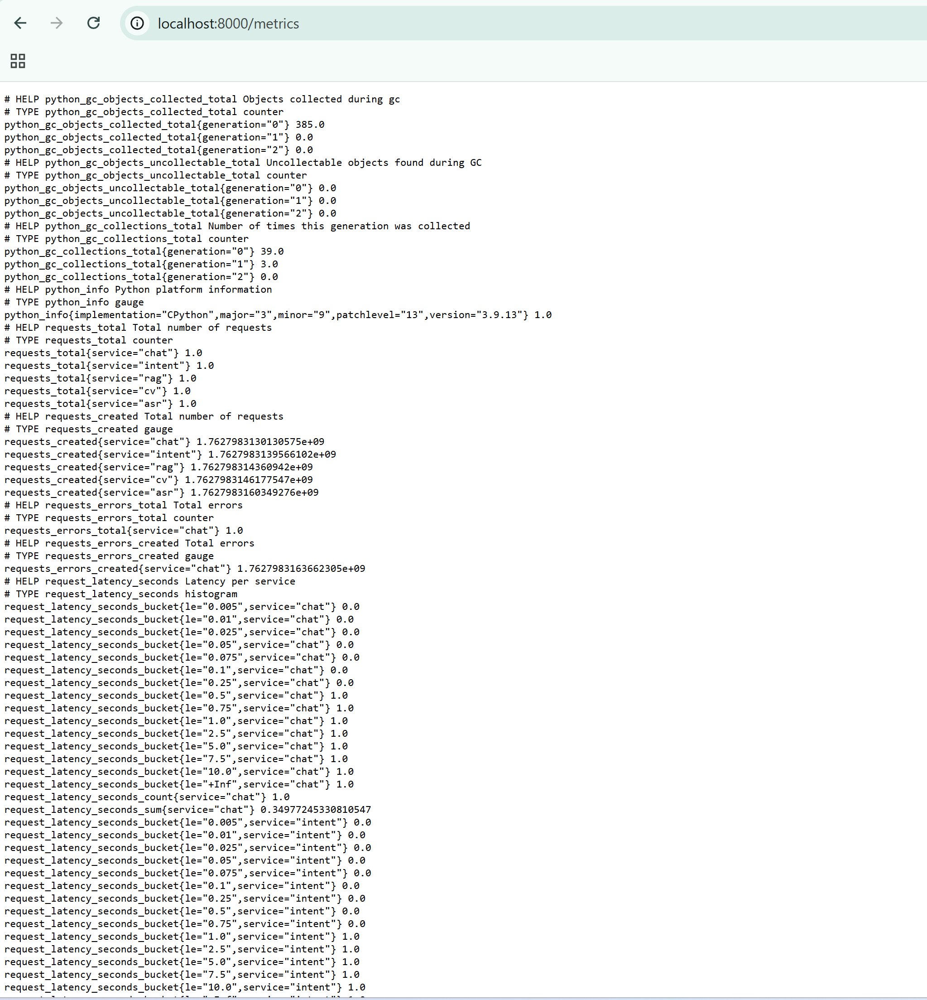 localhost:8000/metrics
# HELP python_gc_objects_collected_total Objects collected during gc
# TYPE python_gc_objects_collected_total counter
python_gc_objects_collected_total{generation="0"} 385.0
python_gc_objects_collected_total{generation="1"} 0.0
python_gc_objects_collected_total{generation="2"} 0.0
# HELP python_gc_objects_uncollectable_total Uncollectable objects found during GC
# TYPE python_gc_objects_uncollectable_total counter
python_gc_objects_uncollectable_total{generation="0"} 0.0
python_gc_objects_uncollectable_total{generation="1"} 0.0
python_gc_objects_uncollectable_total{generation="2"} 0.0
# HELP python_gc_collections_total Number of times this generation was collected
# TYPE python_gc_collections_total counter
python_gc_collections_total{generation="0"} 39.0
python_gc_collections_total{generation="1"} 3.0
python_gc_collections_total{generation="2"} 0.0
# HELP python_info Python platform information
# TYPE python_info gauge
python_info{implementation="CPython",major="3",minor="9",patchlevel="13",version="3.9.13"} 1.0
# HELP requests_total Total number of requests
# TYPE requests_total counter
requests_total{service="chat"} 1.0
requests_total{service="intent"} 1.0
requests_total{service="rag"} 1.0
requests_total{service="cv"} 1.0
requests_total{service="asr"} 1.0
# HELP requests_created Total number of requests
# TYPE requests_created gauge
requests_created{service="chat"} 1.7627983130130575e+09
requests_created{service="intent"} 1.7627983139566102e+09
requests_created{service="rag"} 1.762798314360942e+09
requests_created{service="cv"} 1.7627983146177547e+09
requests_created{service="asr"} 1.7627983160349276e+09
# HELP requests_errors_total Total errors
# TYPE requests_errors_total counter
requests_errors_total{service="chat"} 1.0
# HELP requests_errors_created Total errors
# TYPE requests_errors_created gauge
requests_errors_created{service="chat"} 1.7627983163662305e+09
# HELP request_latency_seconds Latency per service
# TYPE request_latency_seconds histogram
request_latency_seconds_bucket{le="0.005",service="chat"} 0.0
request_latency_seconds_bucket{le="0.01",service="chat"} 0.0
request_latency_seconds_bucket{le="0.025",service="chat"} 0.0
request_latency_seconds_bucket{le="0.05",service="chat"} 0.0
request_latency_seconds_bucket{le="0.075",service="chat"} 0.0
request_latency_seconds_bucket{le="0.1",service="chat"} 0.0
request_latency_seconds_bucket{le="0.25",service="chat"} 0.0
request_latency_seconds_bucket{le="0.5",service="chat"} 1.0
request_latency_seconds_bucket{le="0.75",service="chat"} 1.0
request_latency_seconds_bucket{le="1.0",service="chat"} 1.0
request_latency_seconds_bucket{le="2.5",service="chat"} 1.0
request_latency_seconds_bucket{le="5.0",service="chat"} 1.0
request_latency_seconds_bucket{le="7.5",service="chat"} 1.0
request_latency_seconds_bucket{le="10.0",service="chat"} 1.0
request_latency_seconds_bucket{le="+Inf",service="chat"} 1.0
request_latency_seconds_count{service="chat"} 1.0
request_latency_seconds_sum{service="chat"} 0.34977245330810547
request_latency_seconds_bucket{le="0.005",service="intent"} 0.0
request_latency_seconds_bucket{le="0.01",service="intent"} 0.0
request_latency_seconds_bucket{le="0.025",service="intent"} 0.0
request_latency_seconds_bucket{le="0.05",service="intent"} 0.0
request_latency_seconds_bucket{le="0.075",service="intent"} 0.0
request_latency_seconds_bucket{le="0.1",service="intent"} 0.0
request_latency_seconds_bucket{le="0.25",service="intent"} 0.0
request_latency_seconds_bucket{le="0.5",service="intent"} 0.0
request_latency_seconds_bucket{le="0.75",service="intent"} 0.0
request_latency_seconds_bucket{le="1.0",service="intent"} 1.0
request_latency_seconds_bucket{le="2.5",service="intent"} 1.0
request_latency_seconds_bucket{le="5.0",service="intent"} 1.0
request_latency_seconds_bucket{le="7.5",service="intent"} 1.0
request_latency_seconds_bucket{le="10.0",service="intent"} 1.0